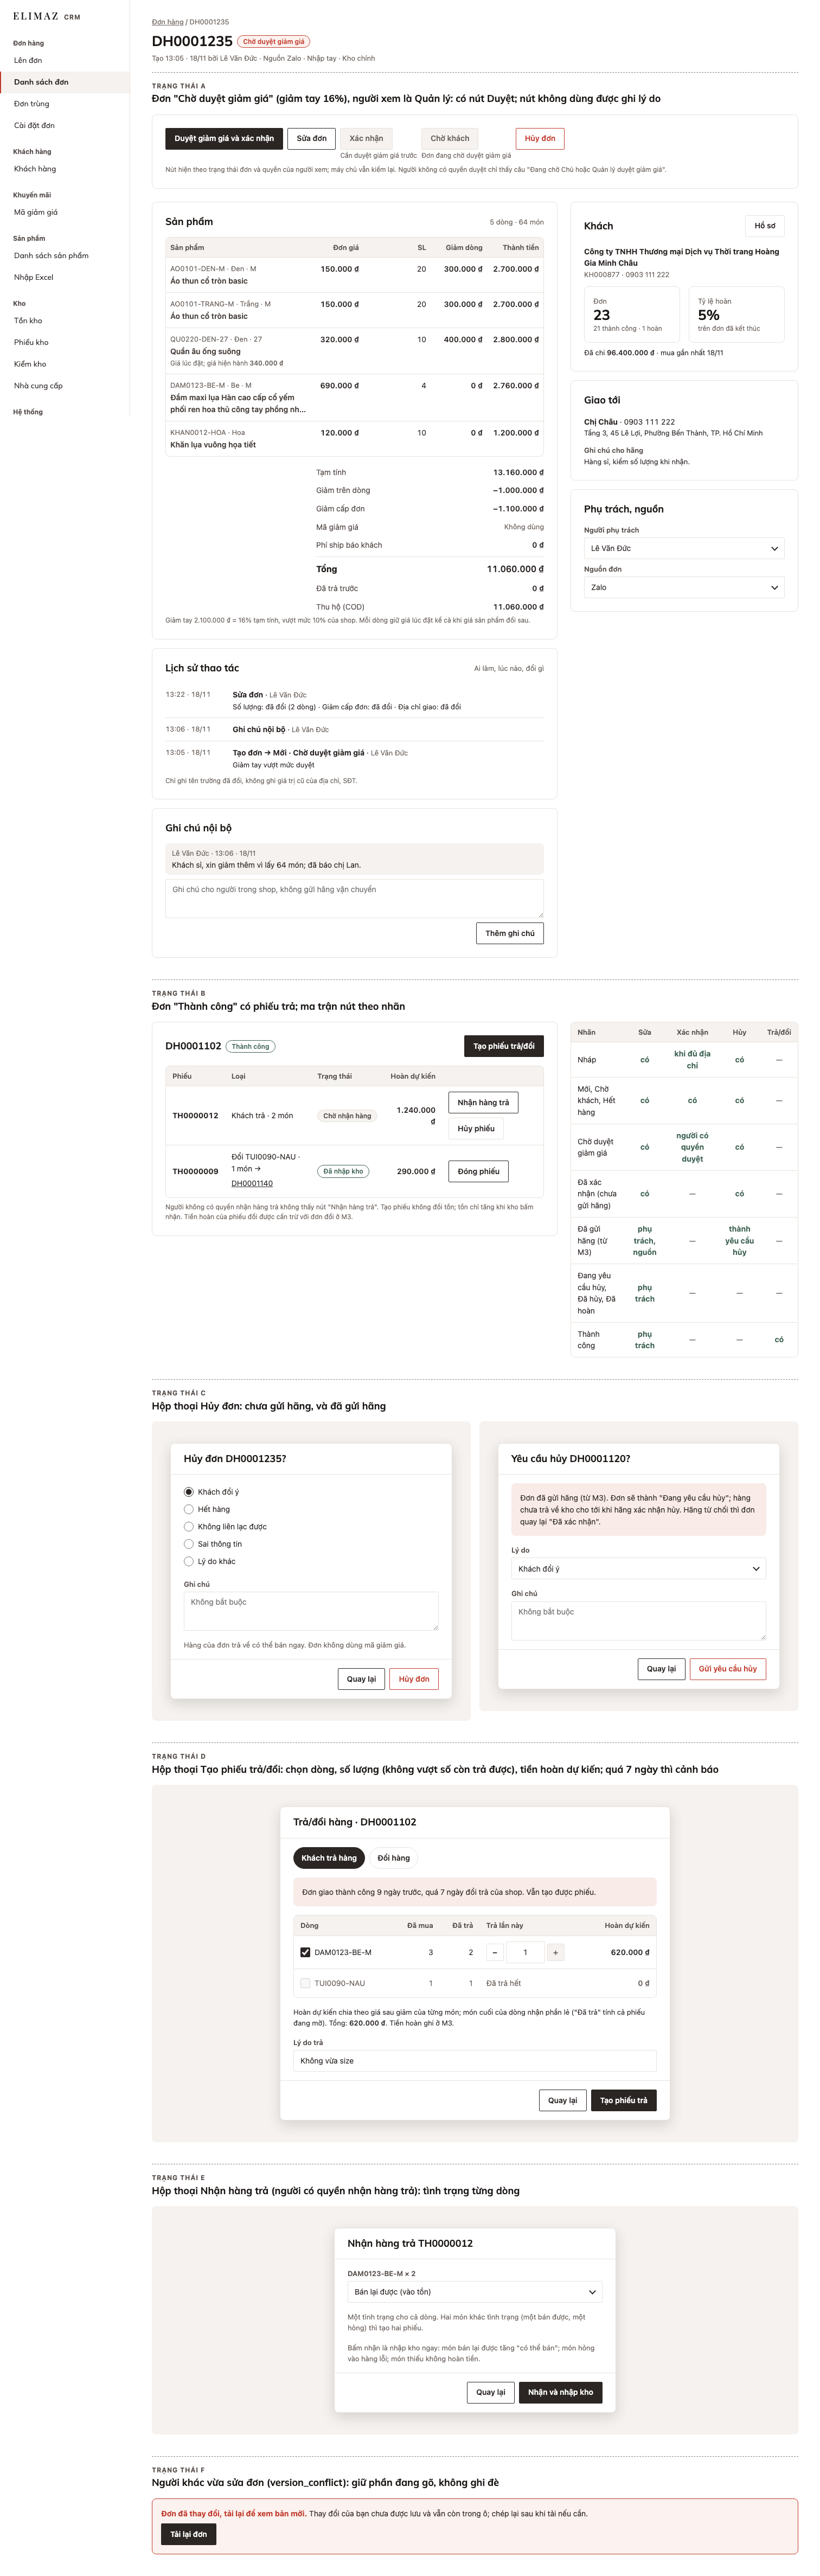 ELIMAZ CRM
Đơn hàng
Lên đơn
Danh sách đơn
Đơn trùng
Cài đặt đơn
Khách hàng
Khách hàng
Khuyến mãi
Mã giảm giá
Sản phẩm
Danh sách sản phẩm
Nhập Excel
Kho
Tồn kho
Phiếu kho
Kiểm kho
Nhà cung cấp
Hệ thống
Đơn hàng / DH0001235
DH0001235 Chờ duyệt giảm giá
Tạo 13:05 · 18/11 bởi Lê Văn Đức · Nguồn Zalo · Nhập tay · Kho chính
TRẠNG THÁI A
Đơn "Chờ duyệt giảm giá" (giảm tay 16%), người xem là Quản lý: có nút Duyệt; nút không dùng được ghi lý do
Duyệt giảm giá và xác nhận Sửa đơn Xác nhận Chờ khách Hủy đơn
Cần duyệt giảm giá trước Đơn đang chờ duyệt giảm giá
Nút hiện theo trạng thái đơn và quyền của người xem; máy chủ vẫn kiểm lại. Người không có quyền duyệt chỉ thấy câu "Đang chờ Chủ hoặc Quản lý duyệt giảm giá".
Sản phẩm 5 dòng · 64 món
Sản phẩm Đơn giá SL Giảm dòng Thành tiền
AO0101-DEN-M · Đen · M 150.000 ₫ 20 300.000 ₫ 2.700.000 ₫
Áo thun cổ tròn basic
AO0101-TRANG-M · Trắng · M 150.000 ₫ 20 300.000 ₫ 2.700.000 ₫
Áo thun cổ tròn basic
QU0220-DEN-27 · Đen · 27 320.000 ₫ 10 400.000 ₫ 2.800.000 ₫
Quần âu ống suông
Giá lúc đặt; giá hiện hành 340.000 ₫
DAM0123-BE-M · Be · M 690.000 ₫ 4 0 ₫ 2.760.000 ₫
Đầm maxi lụa Hàn cao cấp cổ yếm
phối ren hoa thủ công tay phồng nh...
KHAN0012-HOA · Hoa 120.000 ₫ 10 0 ₫ 1.200.000 ₫
Khăn lụa vuông họa tiết
Tạm tính 13.160.000 ₫
Giảm trên dòng −1.000.000 ₫
Giảm cấp đơn −1.100.000 ₫
Mã giảm giá Không dùng
Phí ship báo khách 0 ₫
Tổng 11.060.000 ₫
Đã trả trước 0 ₫
Thu hộ (COD) 11.060.000 ₫
Giảm tay 2.100.000 ₫ = 16% tạm tính, vượt mức 10% của shop. Mỗi dòng giữ giá lúc đặt kể cả khi giá sản phẩm đổi sau.
Khách Hồ sơ
Công ty TNHH Thương mại Dịch vụ Thời trang Hoàng
Gia Minh Châu
KH000877 · 0903 111 222
Đơn
23
21 thành công · 1 hoàn
Tỷ lệ hoàn
5%
trên đơn đã kết thúc
Đã chi 96.400.000 ₫ · mua gần nhất 18/11
Giao tới
Chị Châu · 0903 111 222
Tầng 3, 45 Lê Lợi, Phường Bến Thành, TP. Hồ Chí Minh
Ghi chú cho hãng
Hàng sỉ, kiểm số lượng khi nhận.
Phụ trách, nguồn
Người phụ trách
Lê Văn Đức
Nguồn đơn
Zalo
Lịch sử thao tác Ai làm, lúc nào, đổi gì
13:22 · 18/11 Sửa đơn · Lê Văn Đức
Số lượng: đã đổi (2 dòng) · Giảm cấp đơn: đã đổi · Địa chỉ giao: đã đổi
13:06 · 18/11 Ghi chú nội bộ · Lê Văn Đức
13:05 · 18/11 Tạo đơn → Mới · Chờ duyệt giảm giá · Lê Văn Đức
Giảm tay vượt mức duyệt
Chỉ ghi tên trường đã đổi, không ghi giá trị cũ của địa chỉ, SĐT.
Ghi chú nội bộ
Lê Văn Đức · 13:06 · 18/11
Khách sỉ, xin giảm thêm vì lấy 64 món; đã báo chị Lan.
Ghi chú cho người trong shop, không gửi hãng vận chuyển
Thêm ghi chú
TRẠNG THÁI B
Đơn "Thành công" có phiếu trả; ma trận nút theo nhãn
DH0001102 Thành công Tạo phiếu trả/đổi
Phiếu Loại Trạng thái Hoàn dự kiến
TH0000012 Khách trả · 2 món Chờ nhận hàng 1.240.000 ₫ Nhận hàng trả Hủy phiếu
TH0000009 Đổi TUI0090-NAU · 1 món → DH0001140 Đã nhập kho 290.000 ₫ Đóng phiếu
Người không có quyền nhận hàng trả không thấy nút "Nhận hàng trả". Tạo phiếu không đổi tồn; tồn chỉ tăng khi kho bấm
nhận. Tiền hoàn của phiếu đổi được cấn trừ với đơn đổi ở M3.
Nhãn Sửa Xác nhận Hủy Trả/đổi
Nháp có khi đủ địa chỉ có —
Mới, Chờ khách, Hết hàng có có có —
Chờ duyệt giảm giá có người có quyền duyệt có —
Đã xác nhận (chưa gửi hãng) có — có —
Đã gửi hãng (từ M3) phụ trách, nguồn — thành yêu cầu hủy —
Đang yêu cầu hủy, Đã hủy, Đã hoàn phụ trách — — —
Thành công phụ trách — — có
TRẠNG THÁI C
Hộp thoại Hủy đơn: chưa gửi hãng, và đã gửi hãng
Hủy đơn DH0001235?
Khách đổi ý
Hết hàng
Không liên lạc được
Sai thông tin
Lý do khác
Ghi chú
Không bắt buộc
Hàng của đơn trả về có thể bán ngay. Đơn không dùng mã giảm giá.
Quay lại Hủy đơn
Yêu cầu hủy DH0001120?
Đơn đã gửi hãng (từ M3). Đơn sẽ thành "Đang yêu cầu hủy"; hàng
chưa trả về kho cho tới khi hãng xác nhận hủy. Hãng từ chối thì đơn
quay lại "Đã xác nhận".
Lý do
Khách đổi ý
Ghi chú
Không bắt buộc
Quay lại Gửi yêu cầu hủy
TRẠNG THÁI D
Hộp thoại Tạo phiếu trả/đổi: chọn dòng, số lượng (không vượt số còn trả được), tiền hoàn dự kiến; quá 7 ngày thì cảnh báo
Trả/đổi hàng · DH0001102
Khách trả hàng Đổi hàng
Đơn giao thành công 9 ngày trước, quá 7 ngày đổi trả của shop. Vẫn tạo được phiếu.
Dòng Đã mua Đã trả Trả lần này Hoàn dự kiến
DAM0123-BE-M 3 2 − 1 + 620.000 ₫
TUI0090-NAU 1 1 Đã trả hết 0 ₫
Hoàn dự kiến chia theo giá sau giảm của từng món; món cuối của dòng nhận phần lẻ ("Đã trả" tính cả phiếu
đang mở). Tổng: 620.000 ₫. Tiền hoàn ghi ở M3.
Lý do trả
Không vừa size
Quay lại Tạo phiếu trả
TRẠNG THÁI E
Hộp thoại Nhận hàng trả (người có quyền nhận hàng trả): tình trạng từng dòng
Nhận hàng trả TH0000012
DAM0123-BE-M × 2
Bán lại được (vào tồn)
Một tình trạng cho cả dòng. Hai món khác tình trạng (một bán được, một
hỏng) thì tạo hai phiếu.
Bấm nhận là nhập kho ngay: món bán lại được tăng "có thể bán"; món hỏng
vào hàng lỗi; món thiếu không hoàn tiền.
Quay lại Nhận và nhập kho
TRẠNG THÁI F
Người khác vừa sửa đơn (version_conflict): giữ phần đang gõ, không ghi đè
Đơn đã thay đổi, tải lại để xem bản mới. Thay đổi của bạn chưa được lưu và vẫn còn trong ô; chép lại sau khi tải nếu cần.
Tải lại đơn